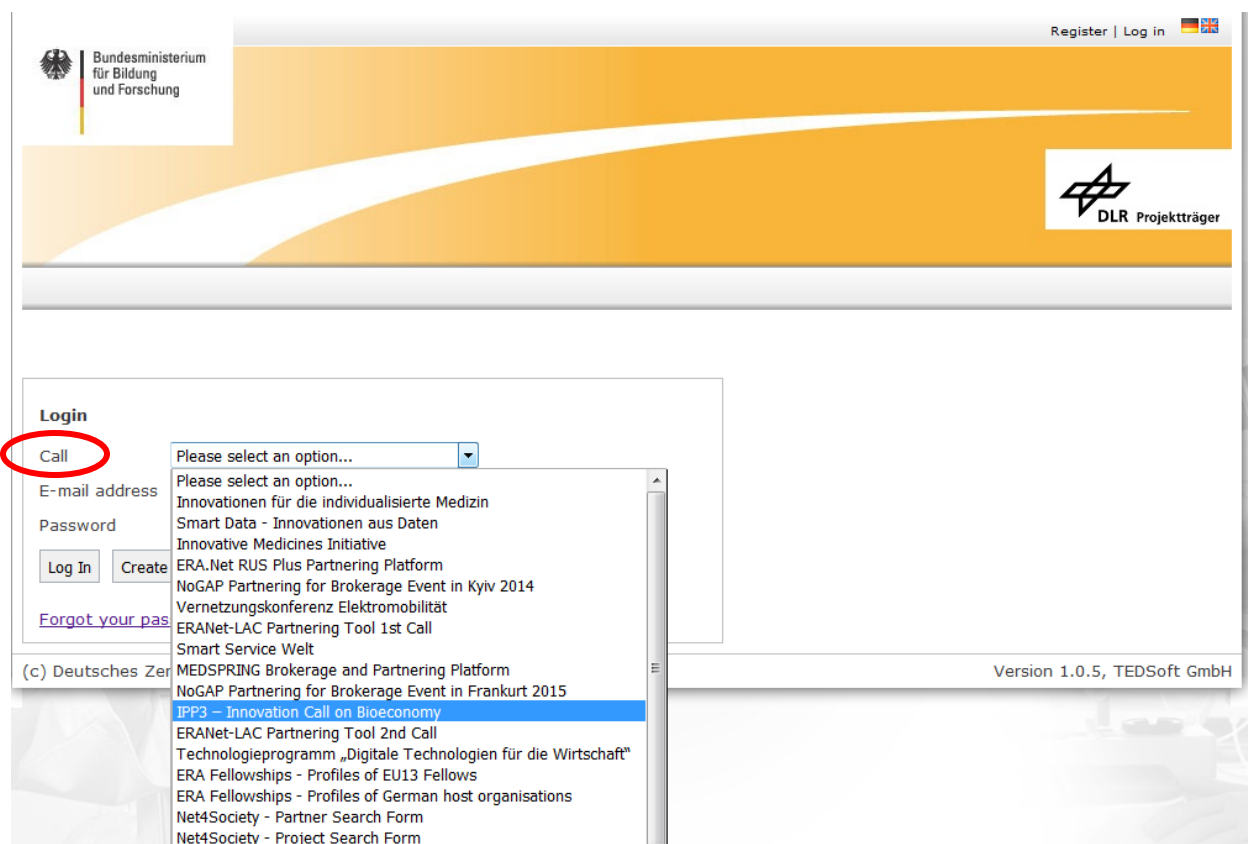 Register | Log in
Bundesministerium
für Bildung
und Forschung
DLR Projektträger
Login
Call
Please select an option...
E-mail address
Please select an option...
Innovationen für die individualisierte Medizin
Password
Smart Data - Innovationen aus Daten
Innovative Medicines Initiative
Log In
Create
ERA.Net RUS Plus Partnering Platform
NoGAP Partnering for Brokerage Event in Kyiv 2014
Vernetzungskonferenz Elektromobilität
Forgot your pas
ERANet-LAC Partnering Tool 1st Call
Smart Service Welt
(c) Deutsches Zer
MEDSPRING Brokerage and Partnering Platform
Version 1.0.5, TEDSoft GmbH
NoGAP Partnering for Brokerage Event in Frankurt 2015
IPP3 – Innovation Call on Bioeconomy
ERANet-LAC Partnering Tool 2nd Call
Technologieprogramm „Digitale Technologien für die Wirtschaft“
ERA Fellowships - Profiles of EU13 Fellows
ERA Fellowships - Profiles of German host organisations
Net4Society - Partner Search Form
Net4Society - Project Search Form